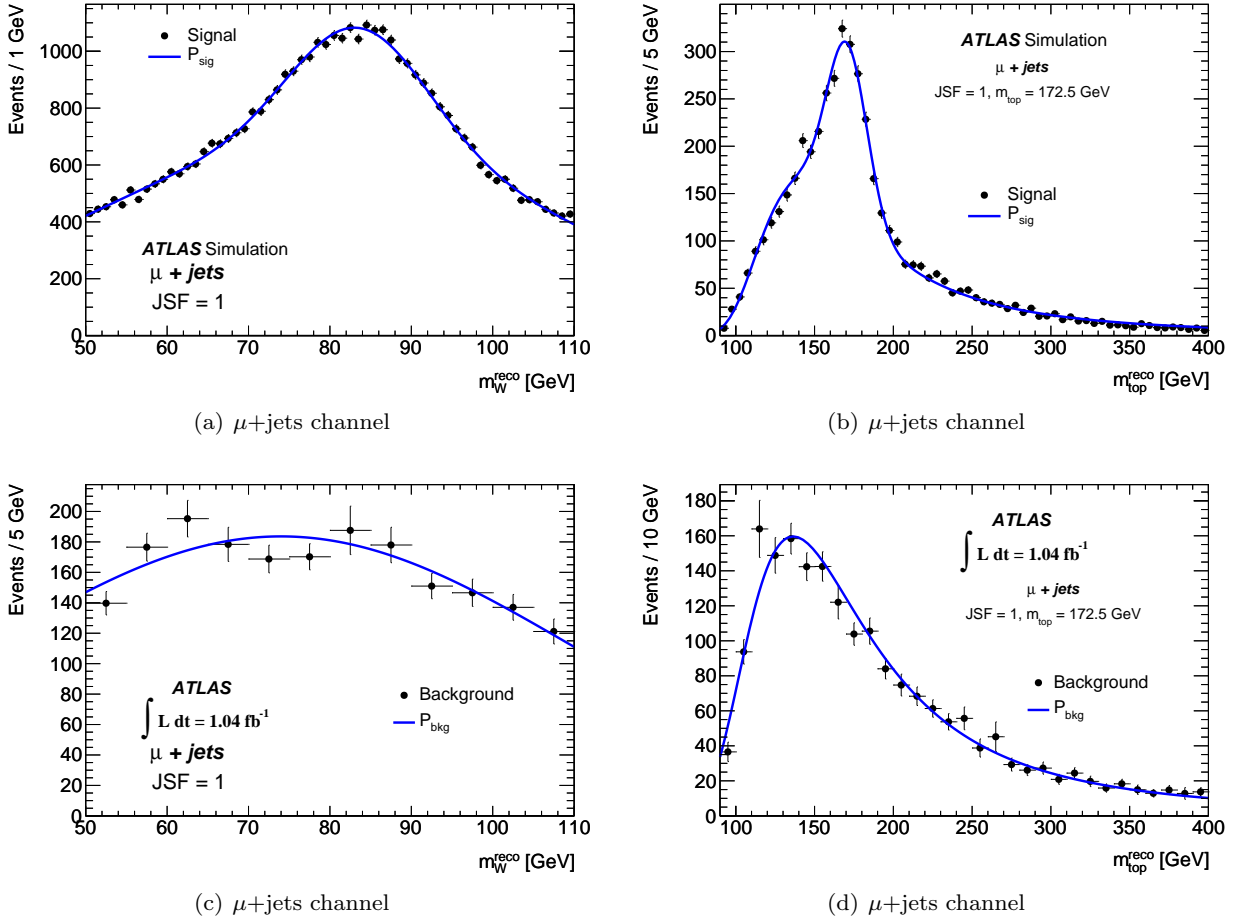 Events / 1 GeV
1000
800
600
400
200
0
Signal
P_sig
ATLAS Simulation
μ + jets
JSF = 1
50 60 70 80 90 100 110
m_W^reco [GeV]
(a) μ+jets channel
Events / 5 GeV
350
300
250
200
150
100
50
0
ATLAS Simulation
μ + jets
JSF = 1, m_top = 172.5 GeV
Signal
P_sig
100 150 200 250 300 350 400
m_top^reco [GeV]
(b) μ+jets channel
Events / 5 GeV
200
180
160
140
120
100
80
60
40
20
0
ATLAS
∫ L dt = 1.04 fb^-1
μ + jets
JSF = 1
Background
P_bkg
50 60 70 80 90 100 110
m_W^reco [GeV]
(c) μ+jets channel
Events / 10 GeV
180
160
140
120
100
80
60
40
20
0
ATLAS
∫ L dt = 1.04 fb^-1
μ + jets
JSF = 1, m_top = 172.5 GeV
Background
P_bkg
100 150 200 250 300 350 400
m_top^reco [GeV]
(d) μ+jets channel